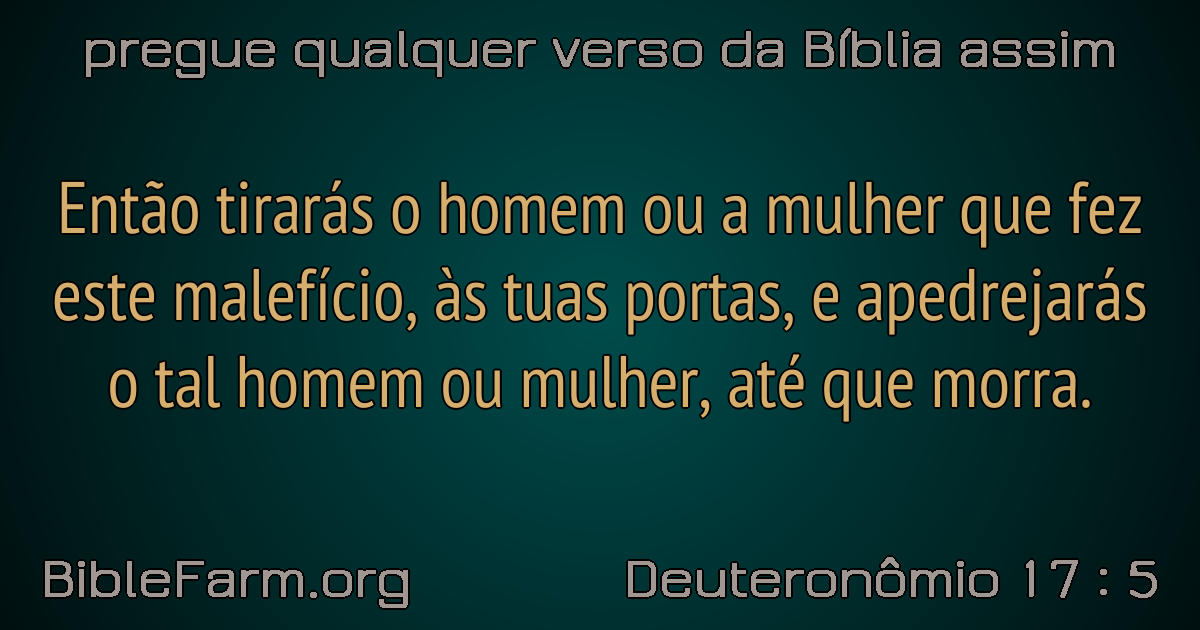 pregue qualquer verso da Bíblia assim
Então tirarás o homem ou a mulher que fez
este malefício, às tuas portas, e apedrejarás
o tal homem ou mulher, até que morra.
BibleFarm.org
Deuteronômio 17 : 5